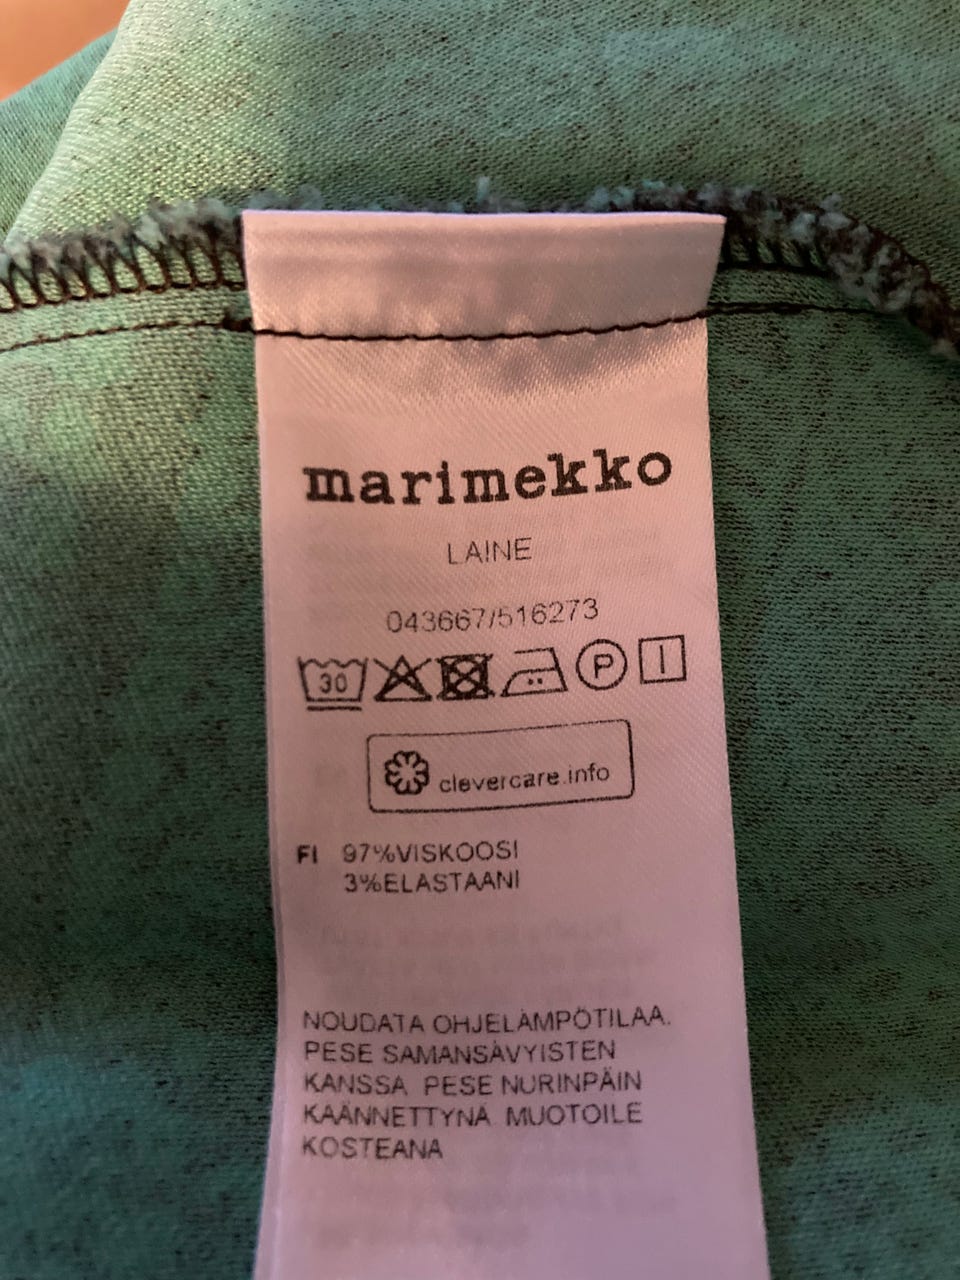 marimekko
LAINE
043667/516273
30 P
clevercare.info
FI 97%VISKOOSI
3%ELASTAANI
NOUDATA OHJELÄMPÖTILAA.
PESE SAMANSÄVYISTEN
KANSSA. PESE NURINPÄIN
KÄÄNNETTYNÄ. MUOTOILE
KOSTEANA